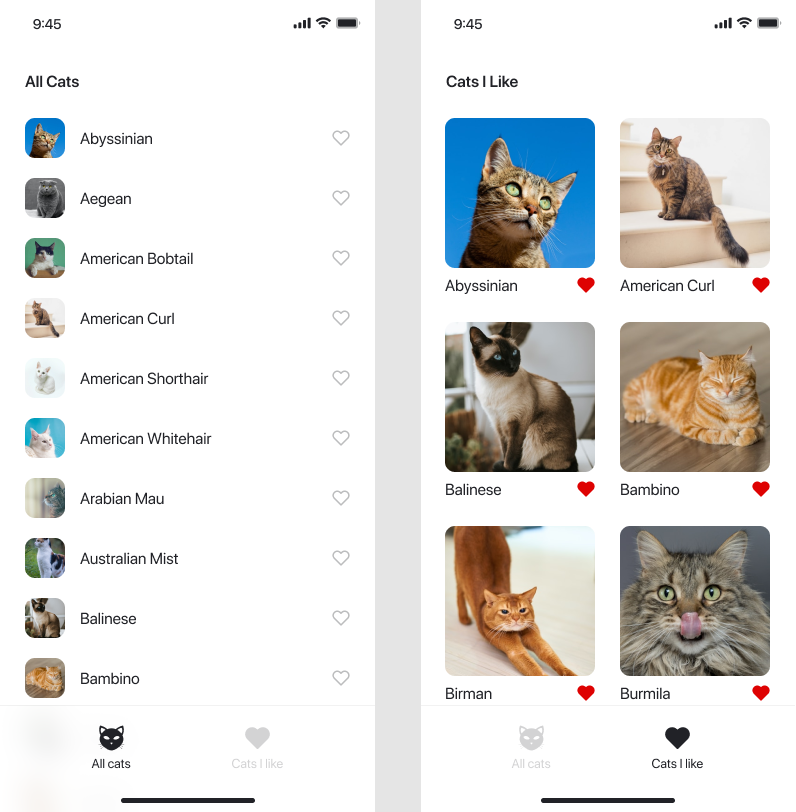 9:45
All Cats
Abyssinian
Aegean
American Bobtail
American Curl
American Shorthair
American Whitehair
Arabian Mau
Australian Mist
Balinese
Bambino
All cats
Cats I like
9:45
Cats I Like
Abyssinian
American Curl
Balinese
Bambino
Birman
Burmila
All cats
Cats I like